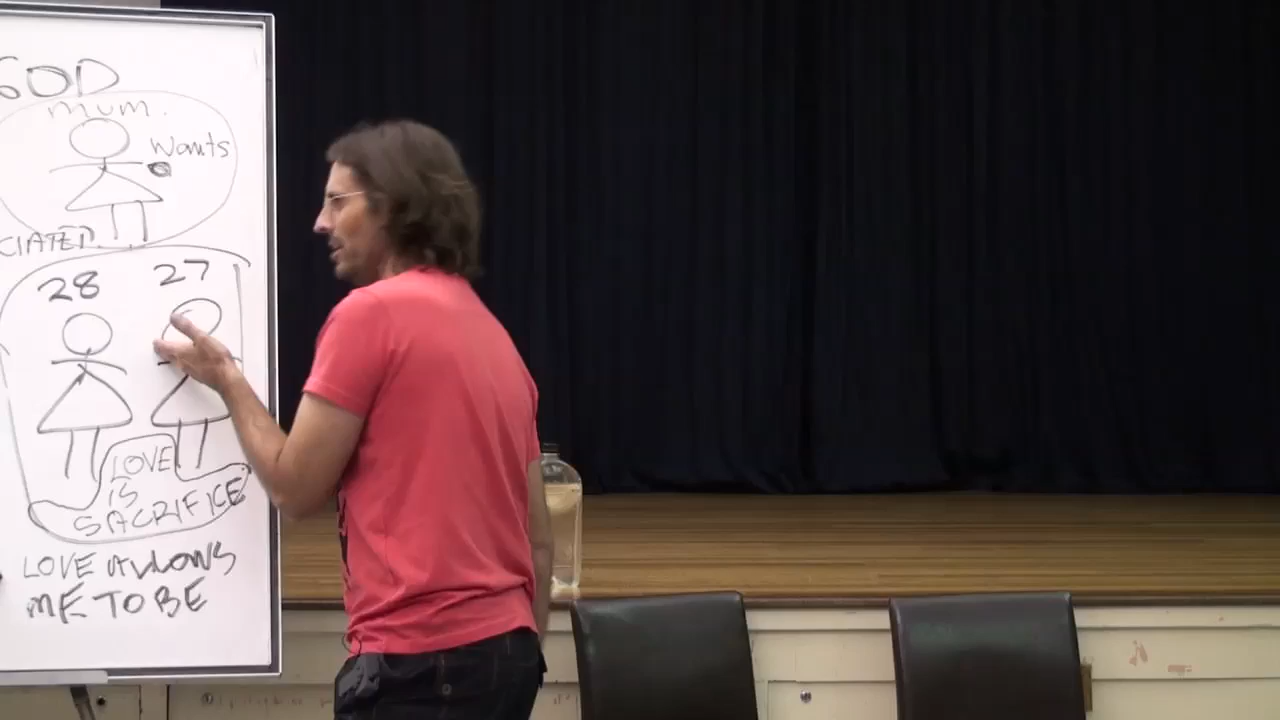 GOD
mum.
Wants
CIATED
28 27
LOVE
IS
SACRIFICE
LOVE ALLOWS
ME TO BE